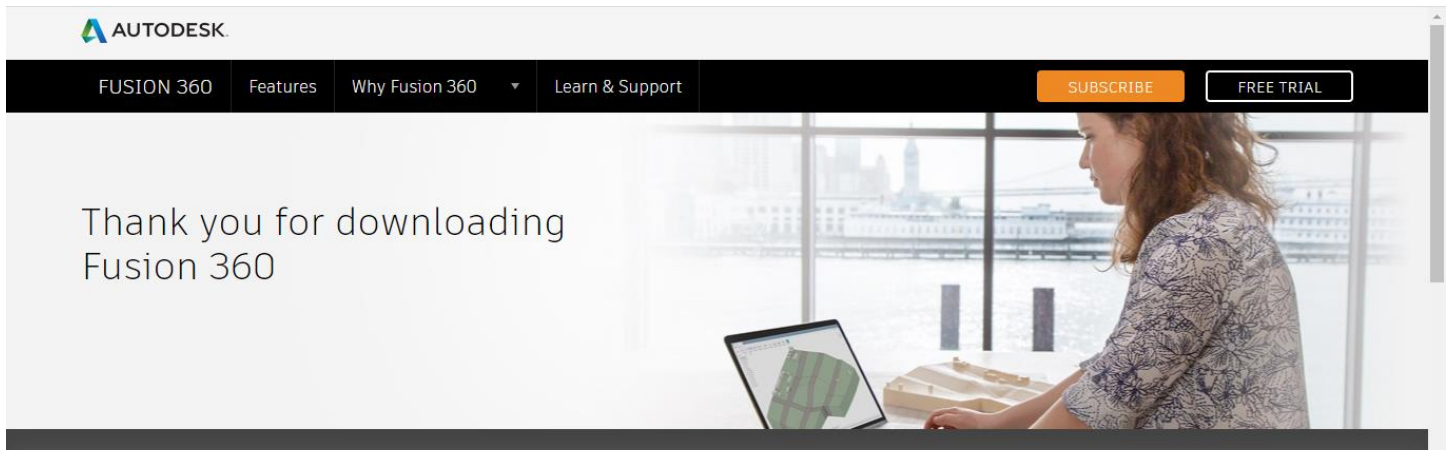 AUTODESK.
FUSION 360 Features Why Fusion 360 Learn & Support SUBSCRIBE FREE TRIAL
Thank you for downloading
Fusion 360